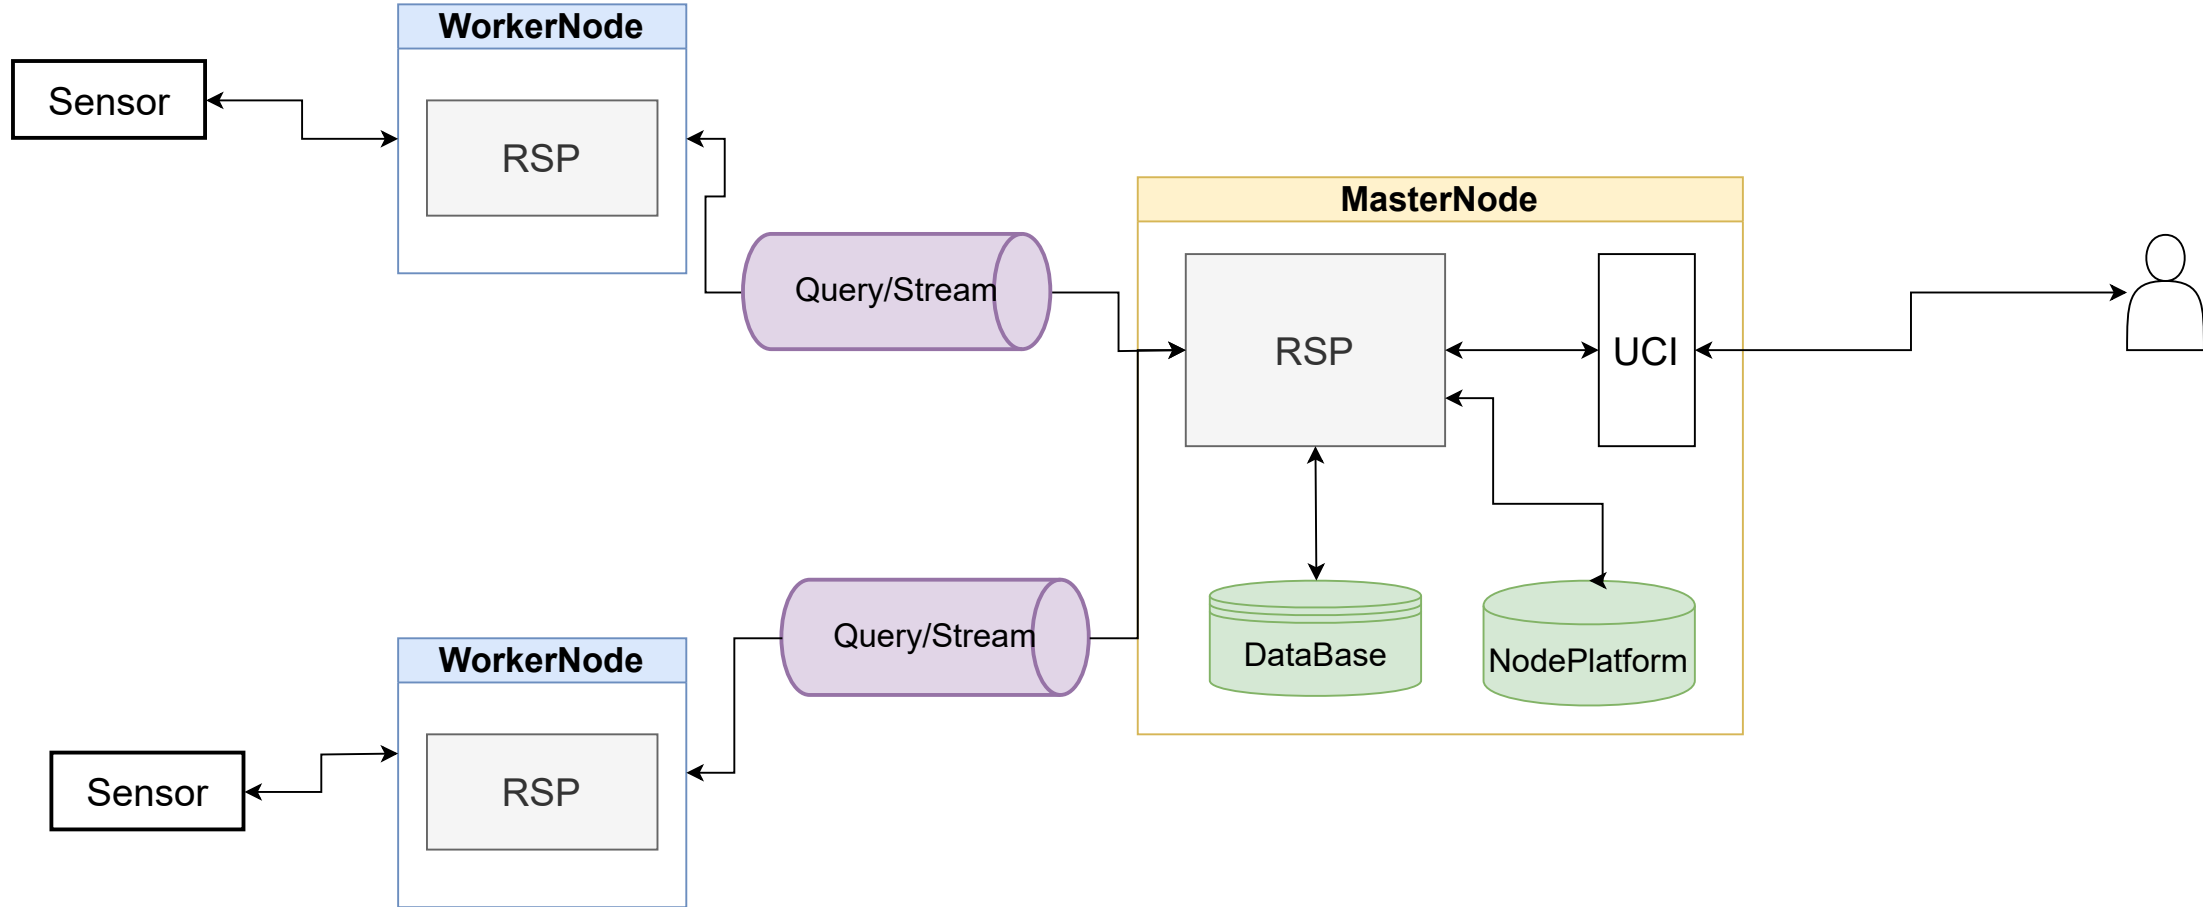 WorkerNode
Sensor
RSP
MasterNode
Query/Stream
RSP
UCI
Query/Stream
DataBase
NodePlatform
WorkerNode
Sensor
RSP